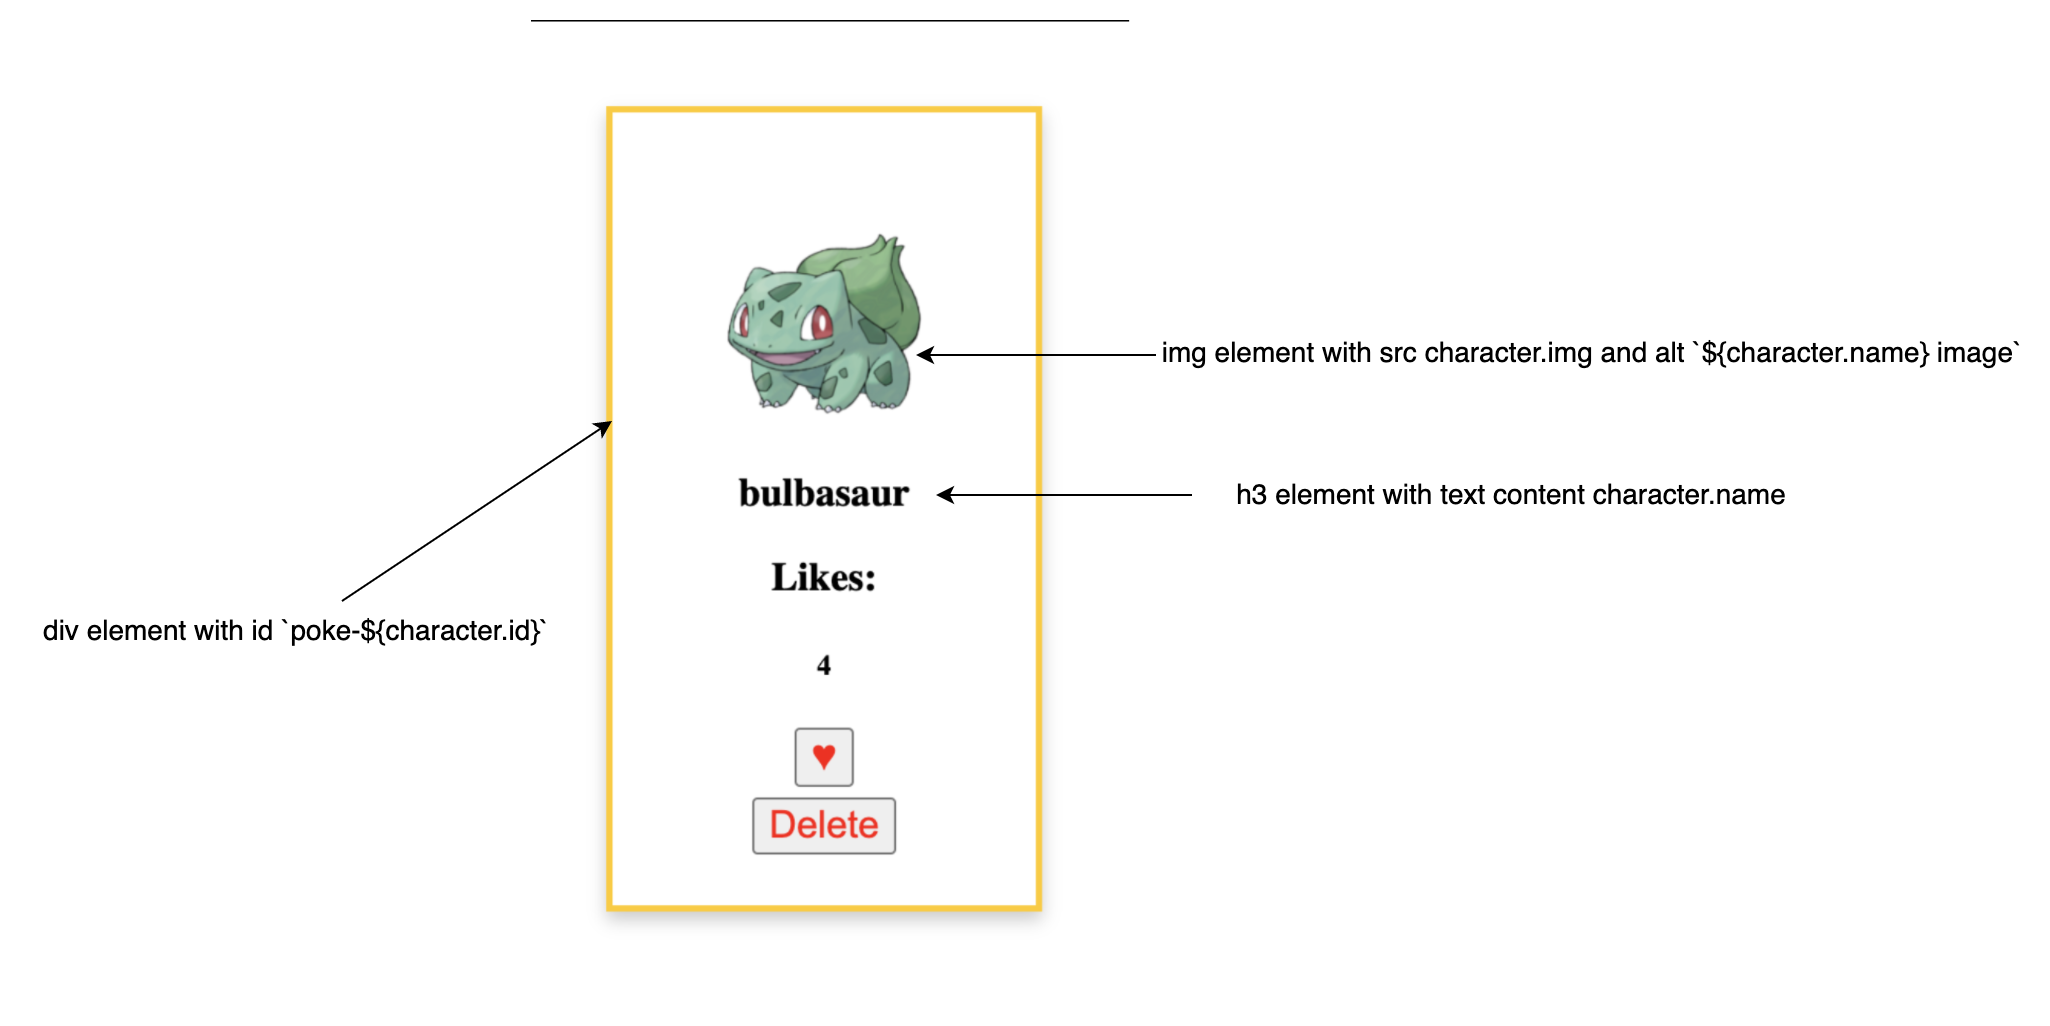 img element with src character.img and alt `${character.name} image`
bulbasaur
h3 element with text content character.name
Likes:
div element with id `poke-${character.id}`
4
♥
Delete